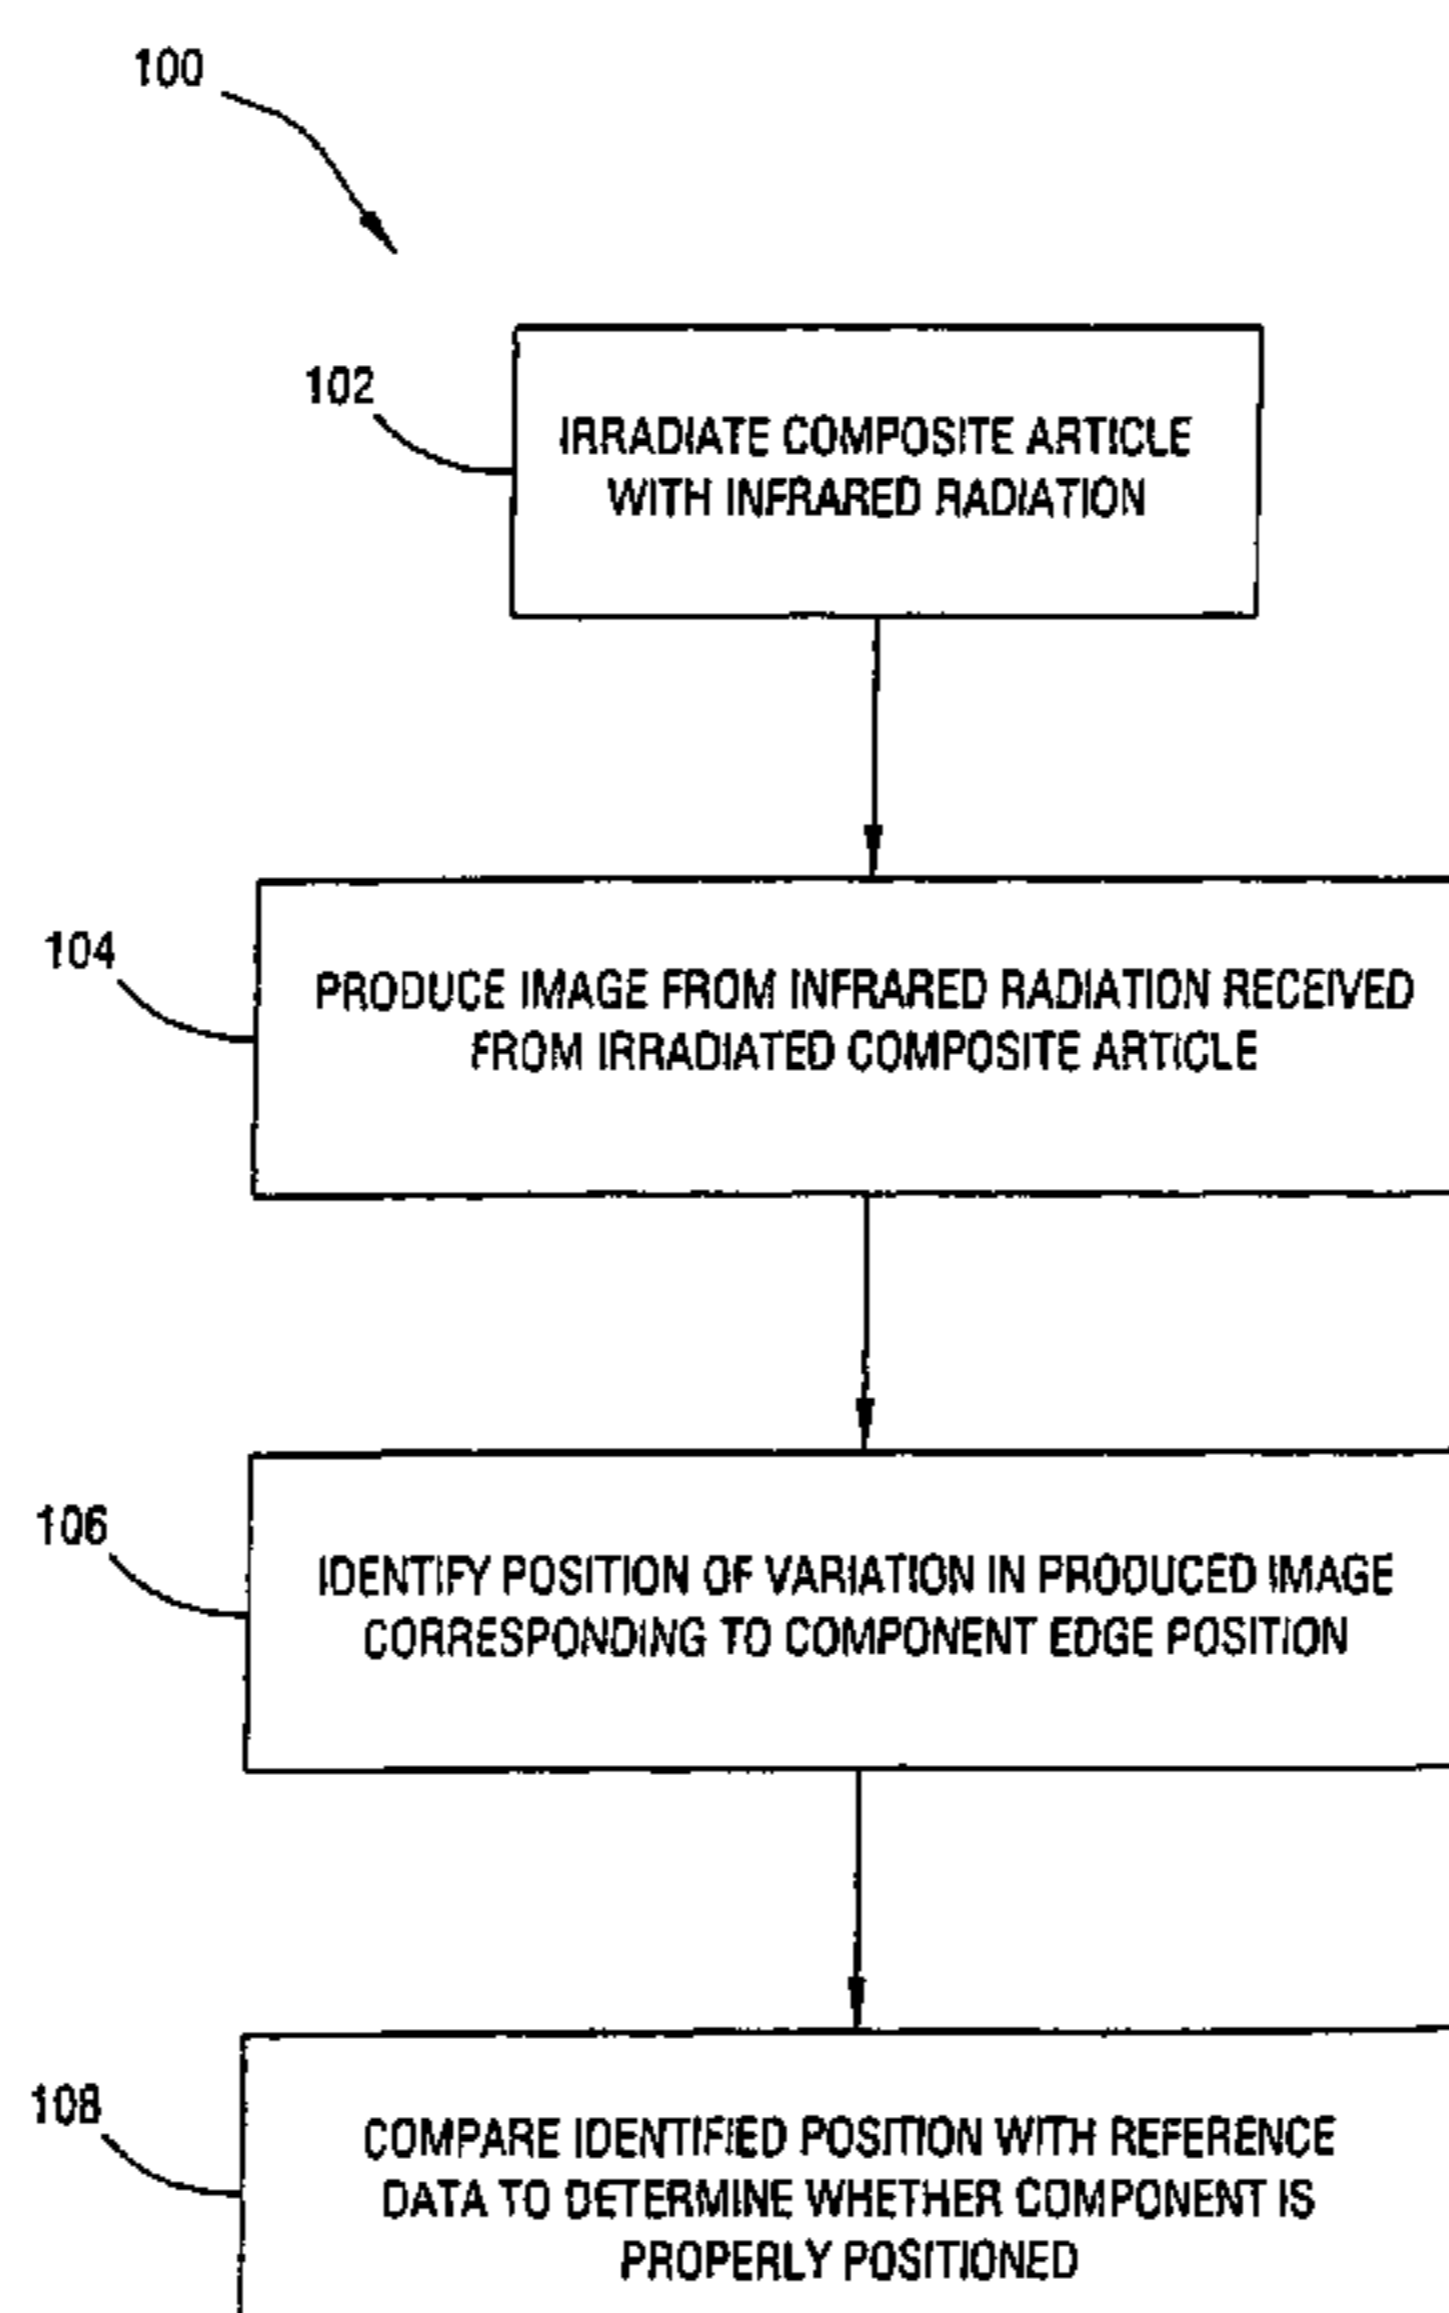 100
102
IRRADIATE COMPOSITE ARTICLE
WITH INFRARED RADIATION
104
PRODUCE IMAGE FROM INFRARED RADIATION RECEIVED
FROM IRRADIATED COMPOSITE ARTICLE
106
IDENTIFY POSITION OF VARIATION IN PRODUCED IMAGE
CORRESPONDING TO COMPONENT EDGE POSITION
108
COMPARE IDENTIFIED POSITION WITH REFERENCE
DATA TO DETERMINE WHETHER COMPONENT IS
PROPERLY POSITIONED